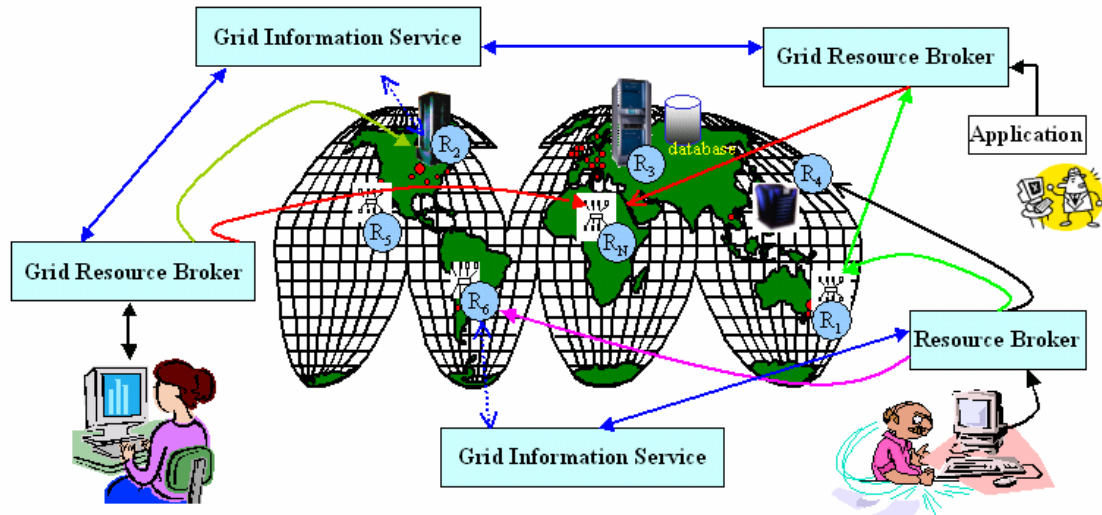 Grid Information Service
Grid Resource Broker
Application
R2
R3
database
R4
R5
RN
Grid Resource Broker
R6
R1
Resource Broker
Grid Information Service